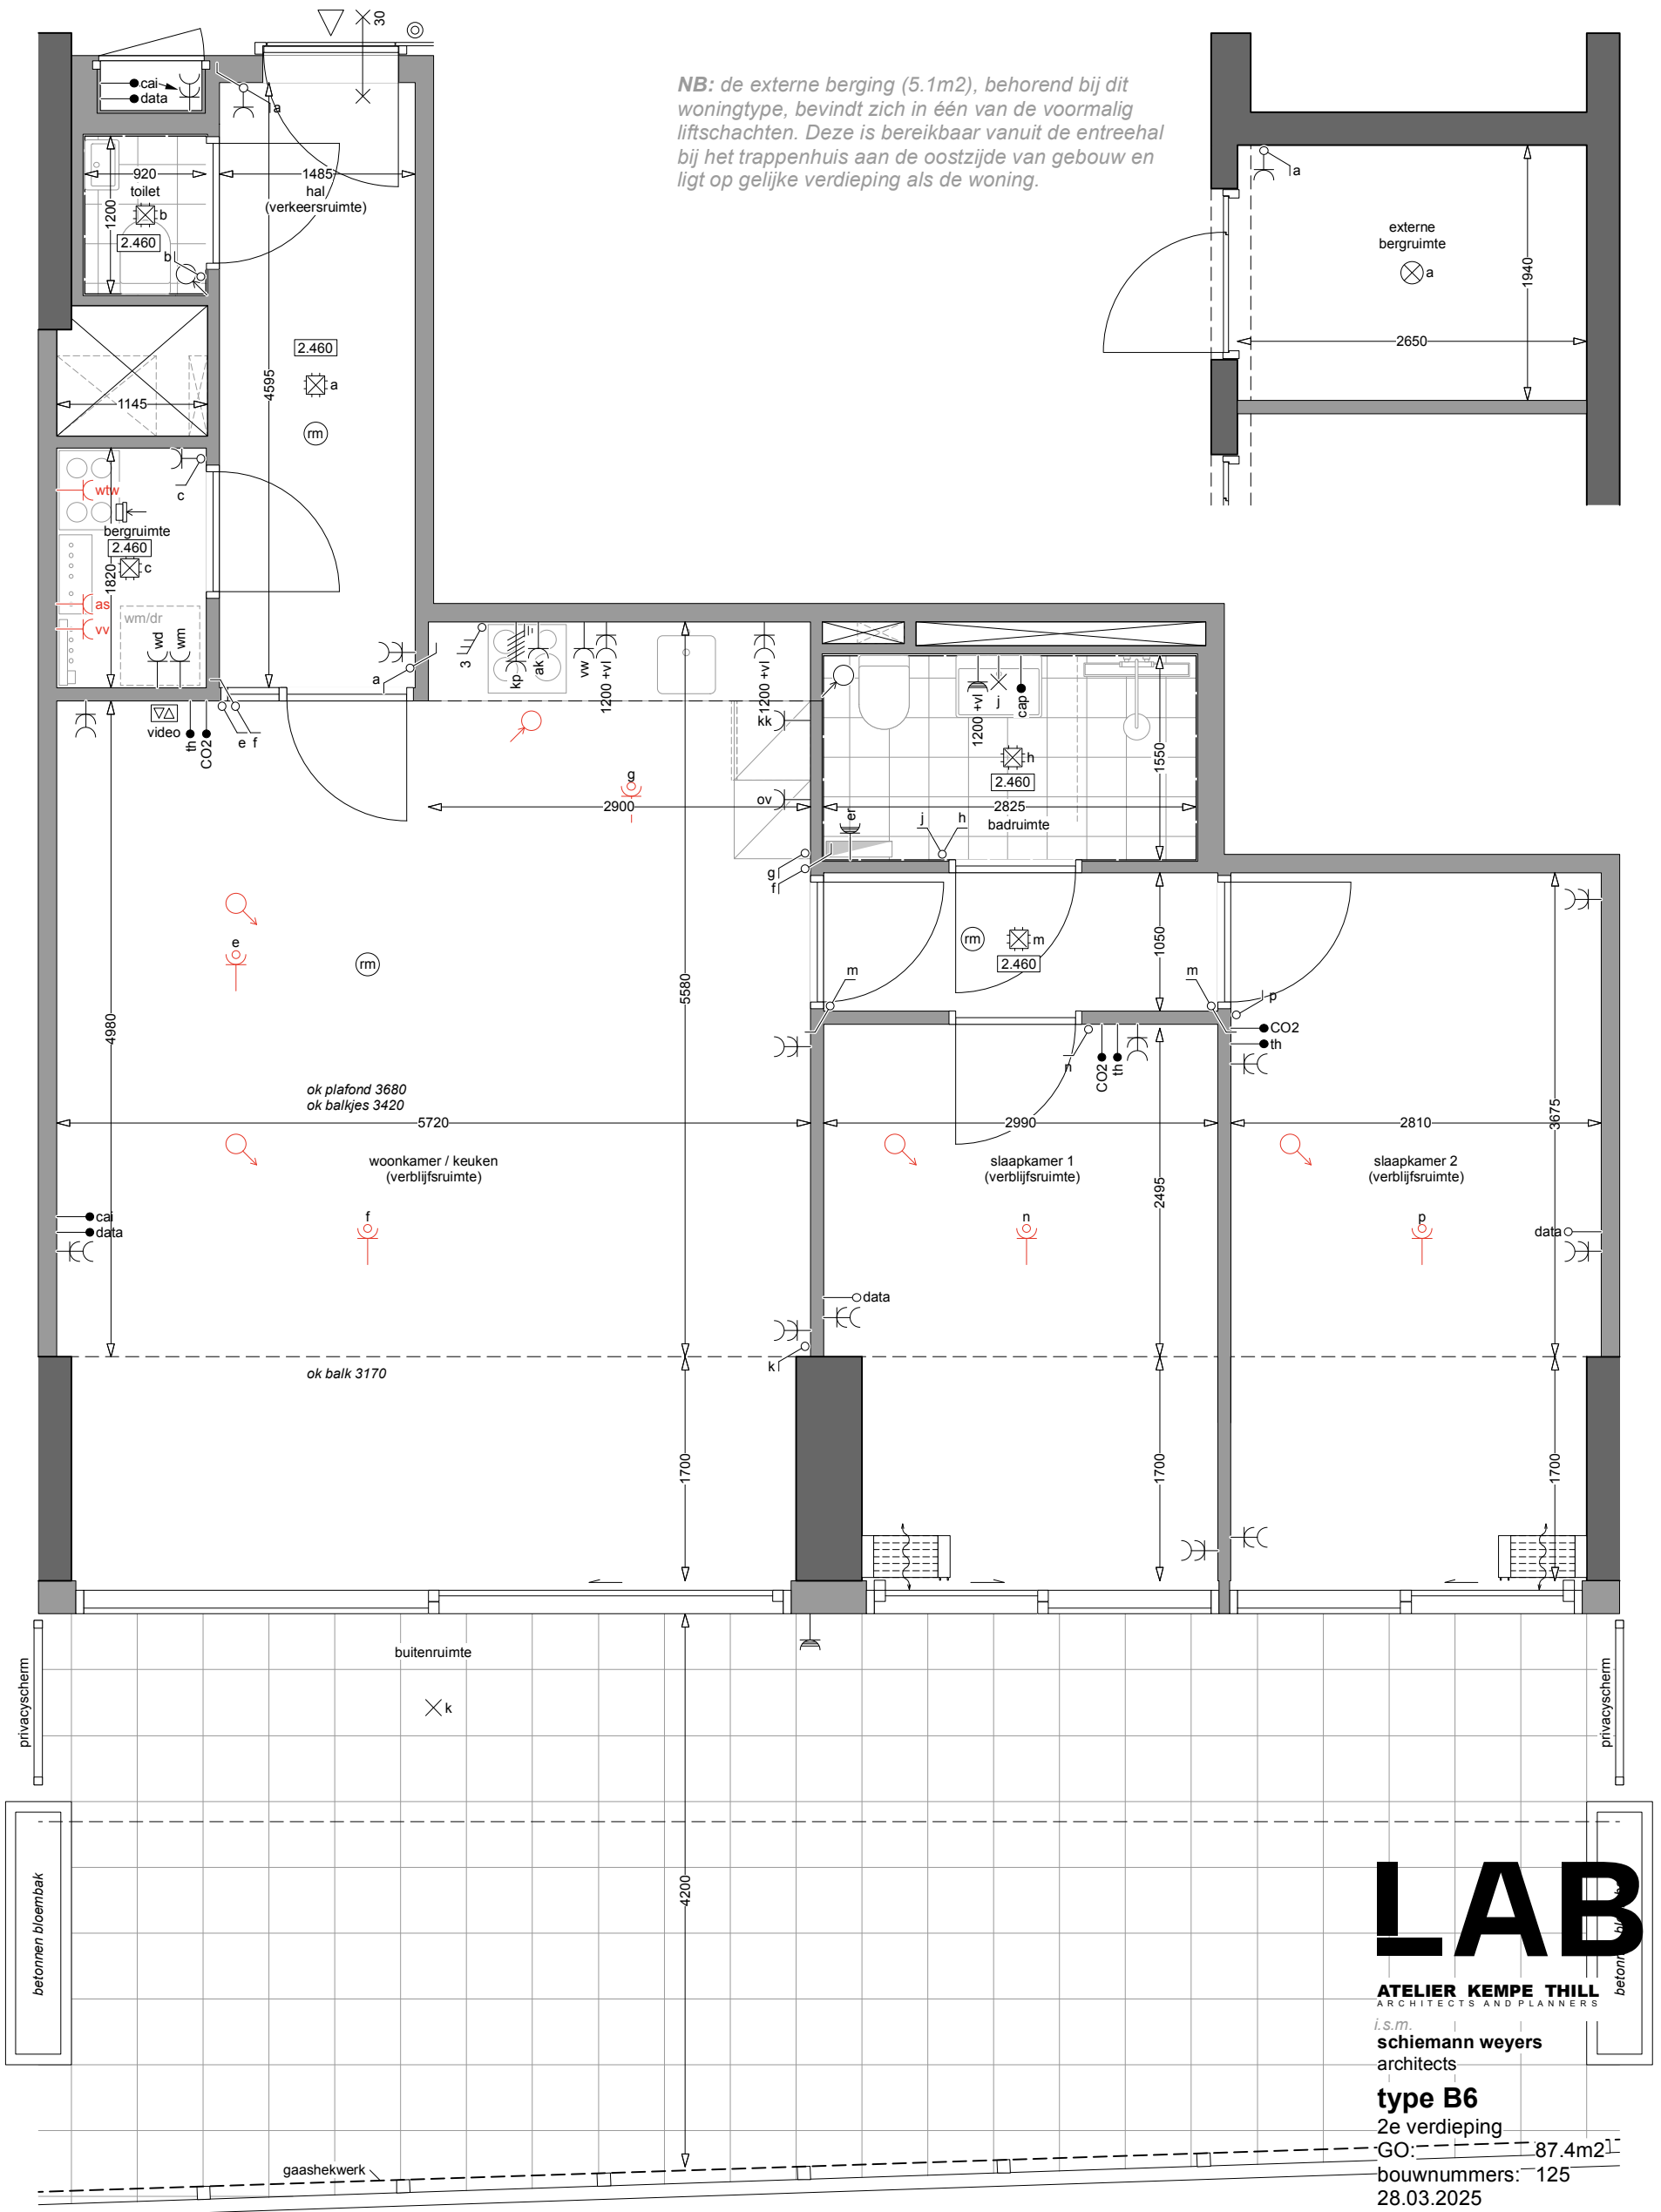 30
cai
data
a
NB: de externe berging (5.1m2), behorend bij dit
woningtype, bevindt zich in één van de voormalig
liftschachten. Deze is bereikbaar vanuit de entreehal
bij het trappenhuis aan de oostzijde van gebouw en
ligt op gelijke verdieping als de woning.
a
externe
bergruimte
a
1940
2650
920
toilet
1200
b
2.460
b
1485
hal
(verkeersruimte)
2.460
a
4595
rm
1145
c
wtw
bergruimte
2.460
c
1820
as
vv
wm/dr
wd
wm
a
3
kp
ak
vw
1200 +vl
1200 +vl
kk
ov
video
th
CO2
e f
g
2900
g
f
1200 +vl
j
cap
h
2.460
2825
badruimte
1550
er
j
h
e
rm
4980
5580
m
rm
m
2.460
1050
m
p
CO2
th
n
CO2
th
ok plafond 3680
ok balkjes 3420
5720
2990
2810
3675
woonkamer / keuken
(verblijfsruimte)
slaapkamer 1
(verblijfsruimte)
slaapkamer 2
(verblijfsruimte)
2495
cai
data
f
n
p
data
data
k
ok balk 3170
1700
1700
1700
buitenruimte
k
privacyscherm
privacyscherm
betonnen bloembak
4200
LAB
ATELIER KEMPE THILL
ARCHITECTS AND PLANNERS
i.s.m.
schiemann weyers
architects
type B6
2e verdieping
GO: 87.4m2
bouwnummers: 125
28.03.2025
gaashekwerk